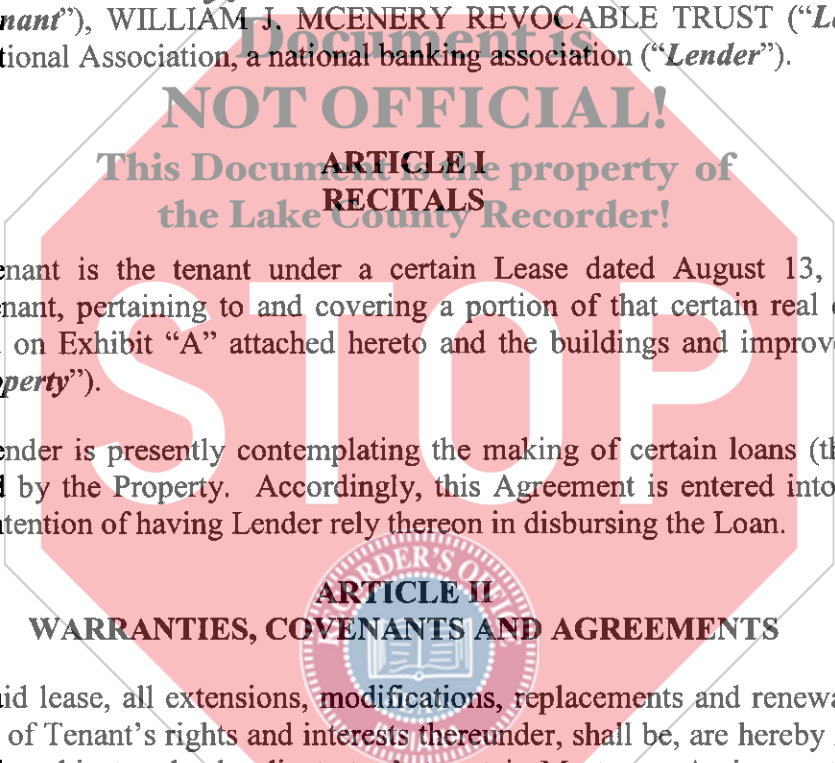 nant"), WILLIAM J. MCENERY REVOCABLE TRUST ("Le
tional Association, a national banking association ("Lender").
Document is
NOT OFFICIAL!
This Document is the property of
the Lake County Recorder!
ARTICLE I
RECITALS
enant is the tenant under a certain Lease dated August 13,
enant, pertaining to and covering a portion of that certain real
on Exhibit "A" attached hereto and the buildings and improv
perty").
STOP
ender is presently contemplating the making of certain loans (th
d by the Property. Accordingly, this Agreement is entered into
tention of having Lender rely thereon in disbursing the Loan.
RECORDER'S OFFICE
ARTICLE II
WARRANTIES, COVENANTS AND AGREEMENTS
aid lease, all extensions, modifications, replacements and renewa
of Tenant's rights and interests thereunder, shall be, are hereby